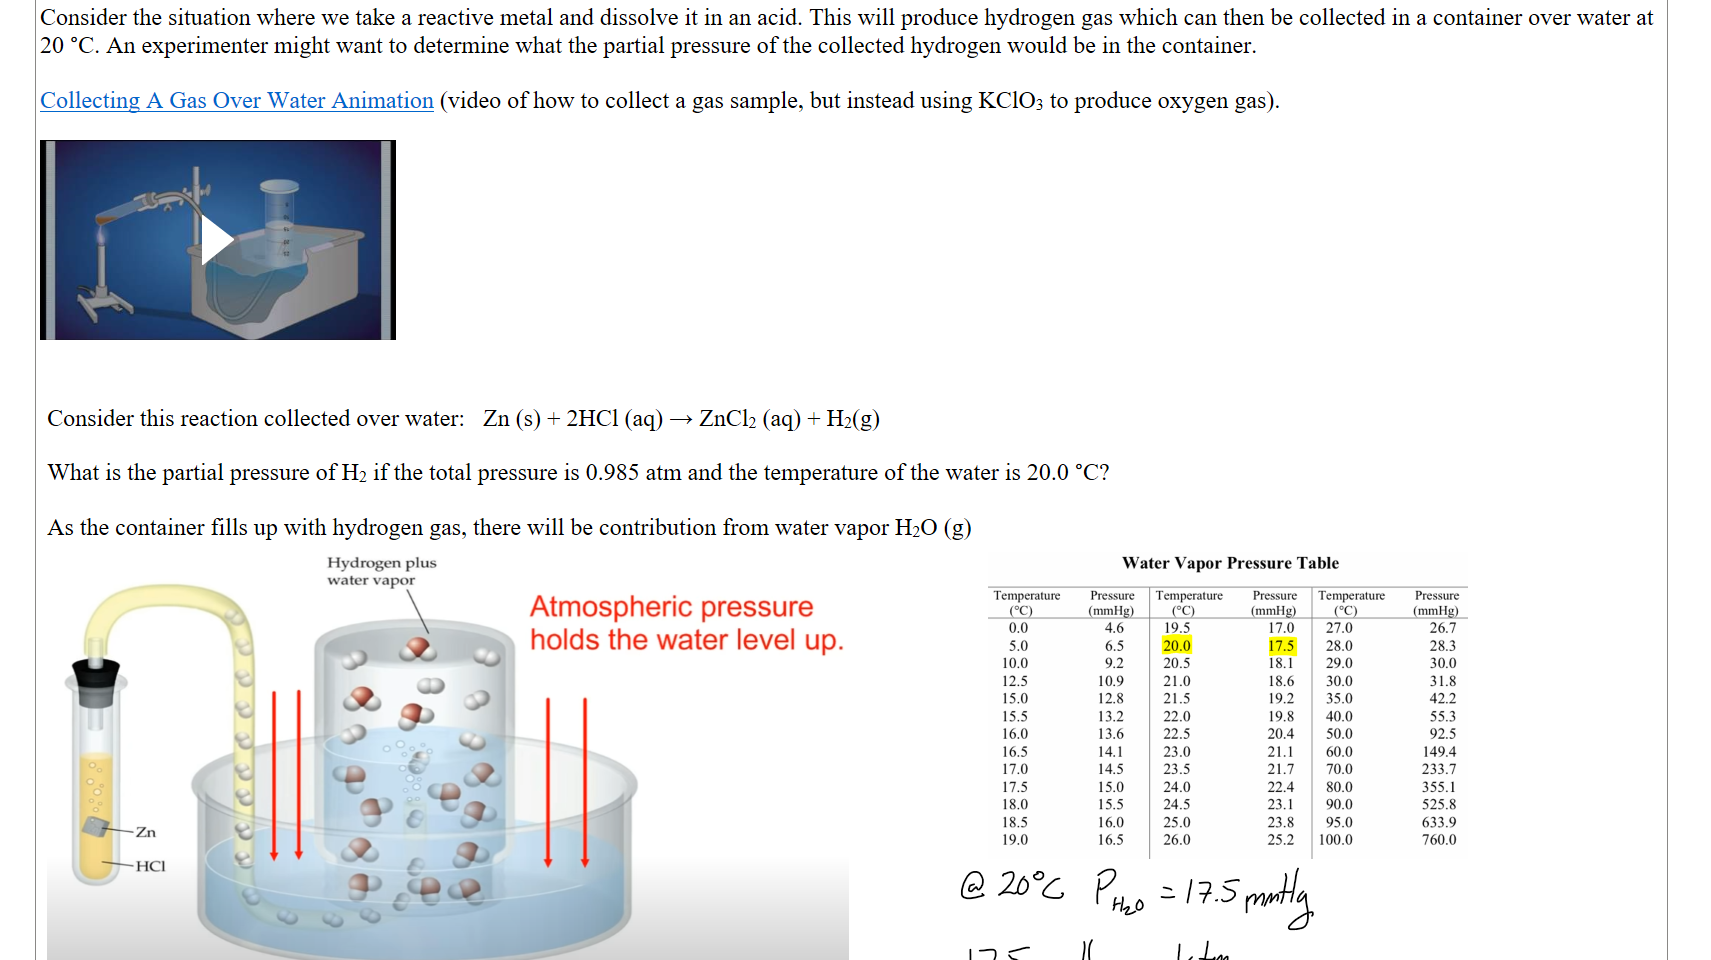 Consider the situation where we take a reactive metal and dissolve it in an acid. This will produce hydrogen gas which can then be collected in a container over water at
20 °C. An experimenter might want to determine what the partial pressure of the collected hydrogen would be in the container.
Collecting A Gas Over Water Animation (video of how to collect a gas sample, but instead using KClO₃ to produce oxygen gas).
Consider this reaction collected over water: Zn (s) + 2HCl (aq) → ZnCl₂ (aq) + H₂(g)
What is the partial pressure of H₂ if the total pressure is 0.985 atm and the temperature of the water is 20.0 °C?
As the container fills up with hydrogen gas, there will be contribution from water vapor H₂O (g)
Hydrogen plus
water vapor
Atmospheric pressure
holds the water level up.
Zn
HCl
Water Vapor Pressure Table
Temperature Pressure Temperature Pressure Temperature Pressure
(°C) (mmHg) (°C) (mmHg) (°C) (mmHg)
0.0 4.6 19.5 17.0 27.0 26.7
5.0 6.5 20.0 17.5 28.0 28.3
10.0 9.2 20.5 18.1 29.0 30.0
12.5 10.9 21.0 18.6 30.0 31.8
15.0 12.8 21.5 19.2 35.0 42.2
15.5 13.2 22.0 19.8 40.0 55.3
16.0 13.6 22.5 20.4 50.0 92.5
16.5 14.1 23.0 21.1 60.0 149.4
17.0 14.5 23.5 21.7 70.0 233.7
17.5 15.0 24.0 22.4 80.0 355.1
18.0 15.5 24.5 23.1 90.0 525.8
18.5 16.0 25.0 23.8 95.0 633.9
19.0 16.5 26.0 25.2 100.0 760.0
@ 20°C P H₂O = 17.5 mmHg